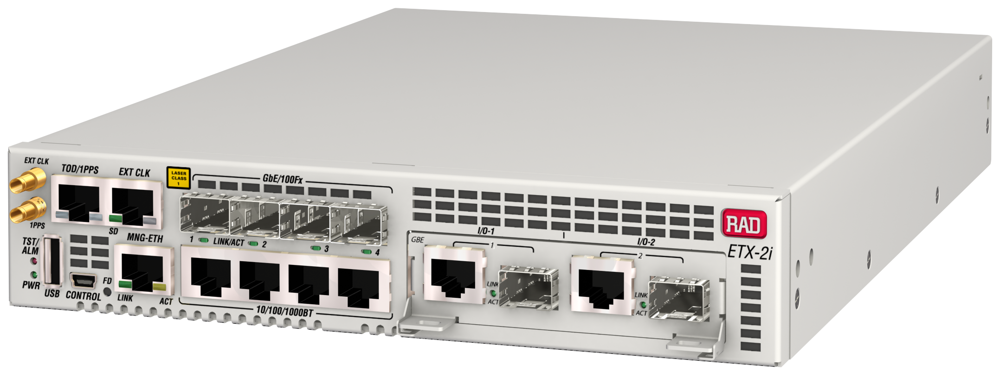 EXT CLK
TOD/1PPS
EXT CLK
LASER
CLASS
1
GbE/100Fx
1PPS
SD
MNG-ETH
1
LINK/ACT
2
3
4
TST/
ALM
PWR
USB
CONTROL
FD
LINK
ACT
10/100/1000BT
I/O-1
I/O-2
GBE
1
LINK
ACT
2
LINK
ACT
RAD
ETX-2i